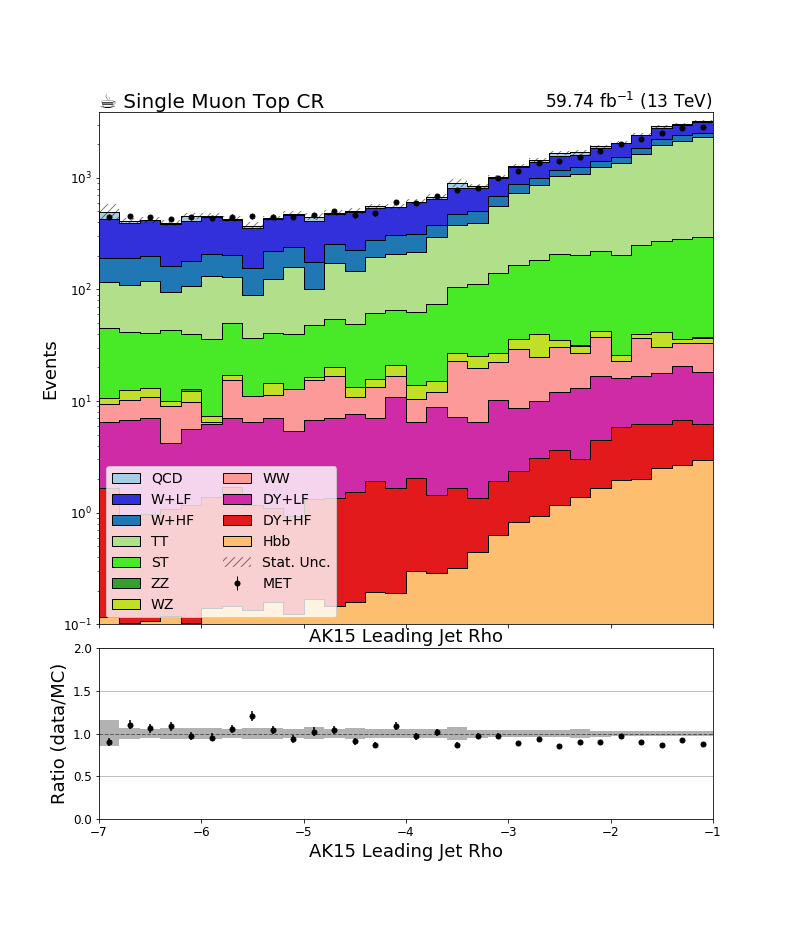 ☕ Single Muon Top CR 59.74 fb⁻¹ (13 TeV)
Events
10³
10²
10¹
10⁰
10⁻¹
QCD
W+LF
W+HF
TT
ST
ZZ
WZ
WW
DY+LF
DY+HF
Hbb
Stat. Unc.
MET
AK15 Leading Jet Rho
Ratio (data/MC)
2.0
1.5
1.0
0.5
0.0
−7 −6 −5 −4 −3 −2 −1
AK15 Leading Jet Rho